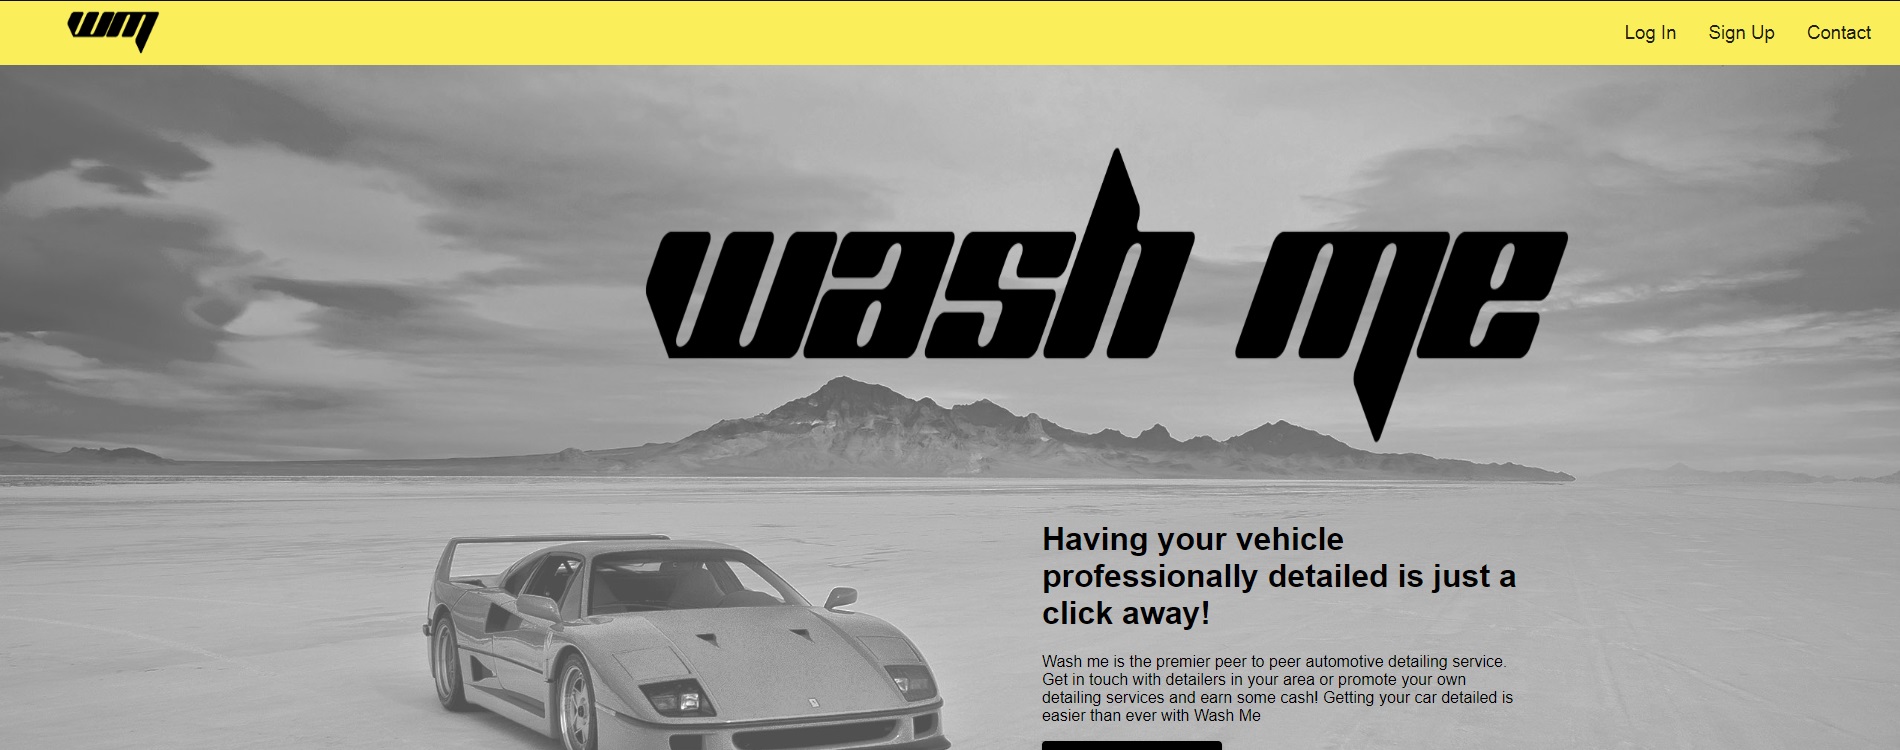 wm
Log In Sign Up Contact
wash me
Having your vehicle
professionally detailed is just a
click away!
Wash me is the premier peer to peer automotive detailing service.
Get in touch with detailers in your area or promote your own
detailing services and earn some cash! Getting your car detailed is
easier than ever with Wash Me